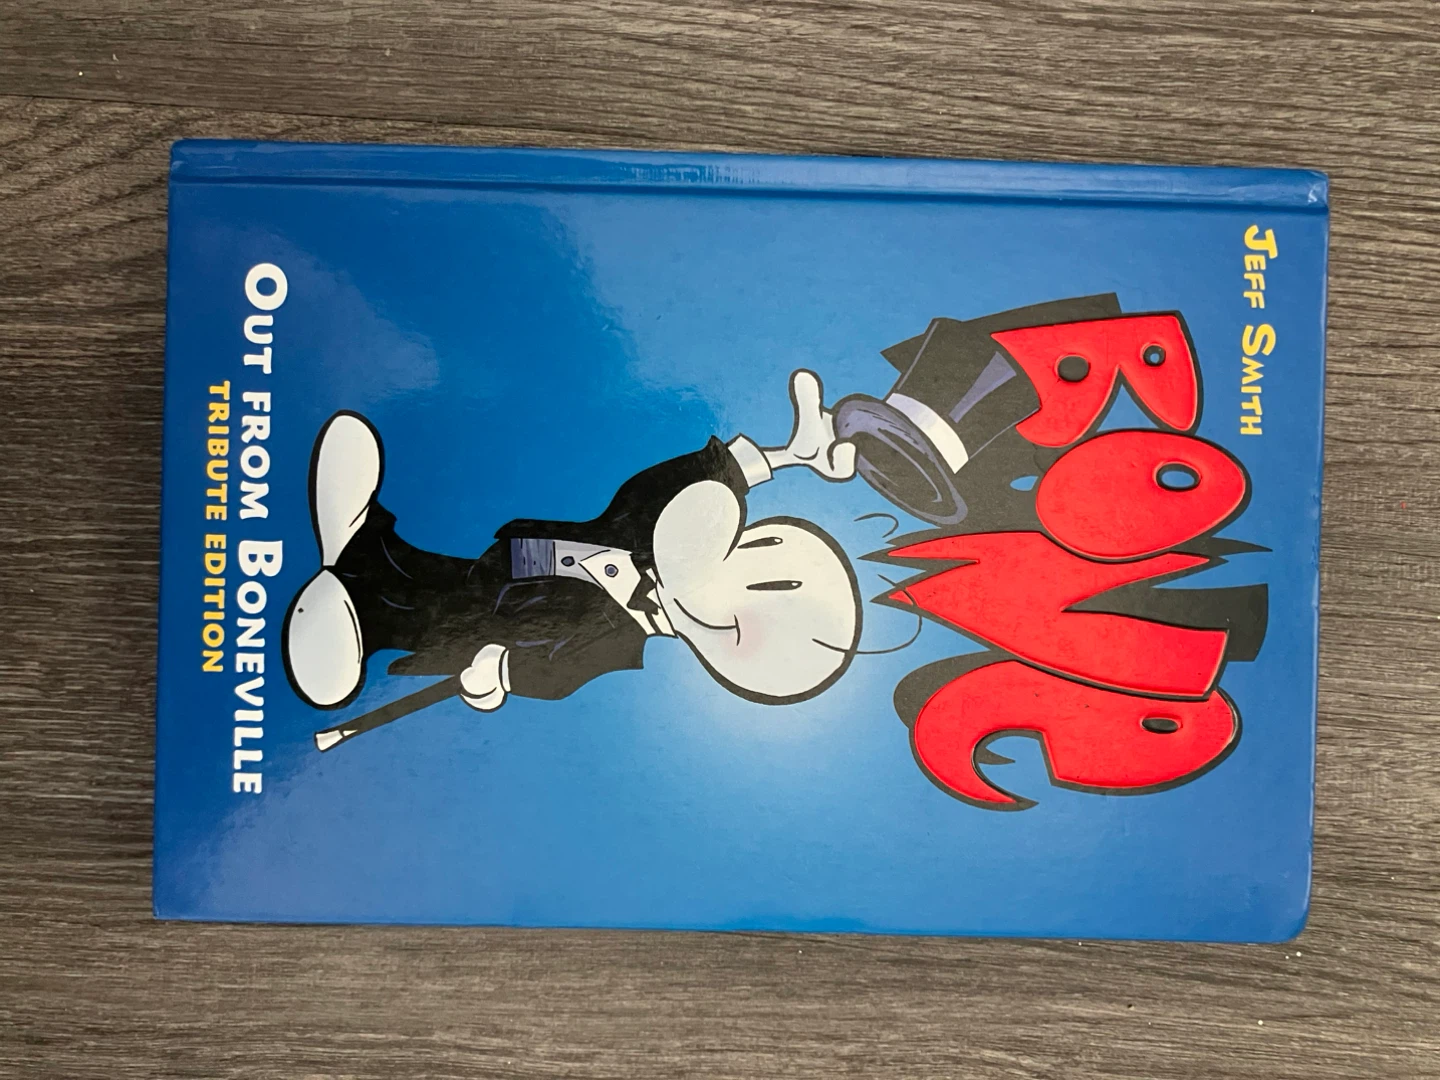 JEFF SMITH
BONE
OUT FROM BONEVILLE
TRIBUTE EDITION